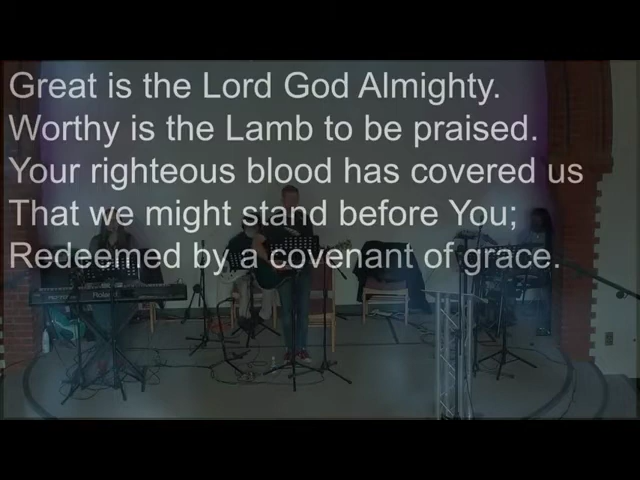 Great is the Lord God Almighty.
Worthy is the Lamb to be praised.
Your righteous blood has covered us
That we might stand before You;
Redeemed by a covenant of grace.
Roland